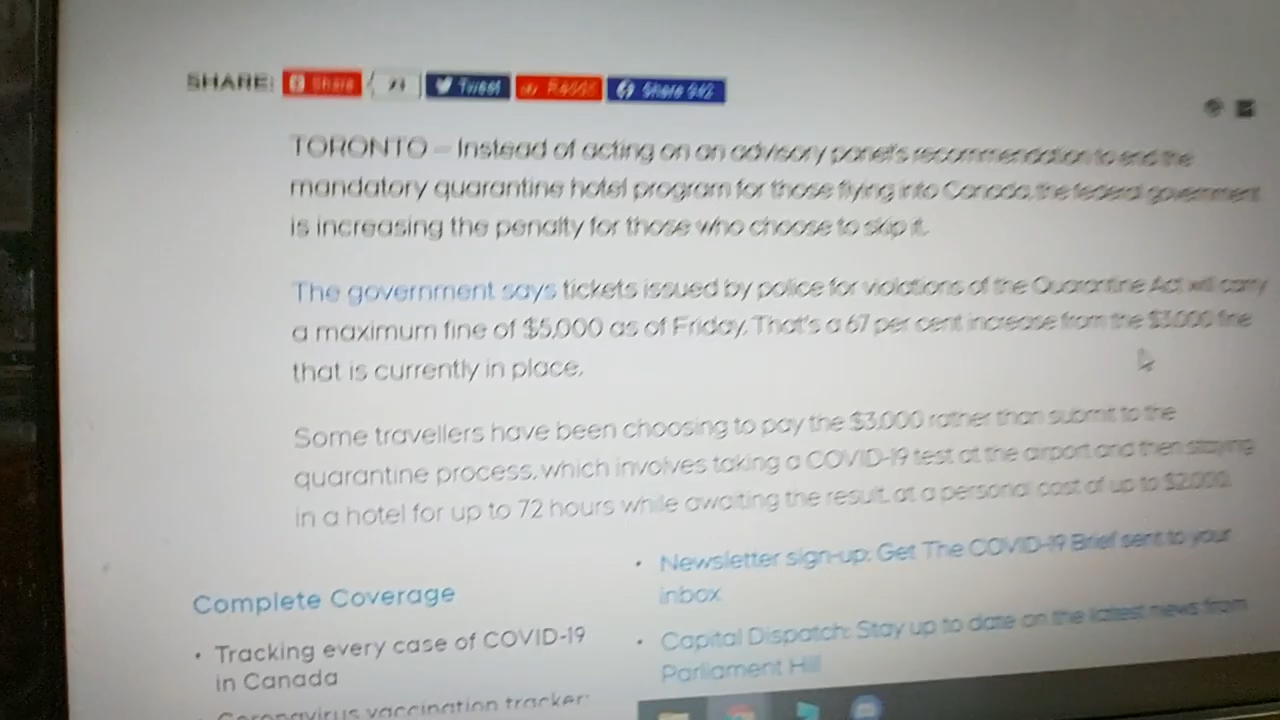 SHARE:
Share
Tweet
Reddit
Share 962
TORONTO – Instead of acting on an advisory panel's recommendation to end the
mandatory quarantine hotel program for those flying into Canada, the federal government
is increasing the penalty for those who choose to skip it.
The government says tickets issued by police for violations of the Quarantine Act will carry
a maximum fine of $5,000 as of Friday. That's a 67 per cent increase from the $3,000 fine
that is currently in place.
Some travellers have been choosing to pay the $3,000 rather than submit to the
quarantine process, which involves taking a COVID-19 test at the airport and then staying
in a hotel for up to 72 hours while awaiting the result, at a personal cost of up to $2,000.
Complete Coverage
• Tracking every case of COVID-19
in Canada
Coronavirus vaccination tracker:
• Newsletter sign-up: Get The COVID-19 Brief sent to your
inbox
• Capital Dispatch: Stay up to date on the latest news from
Parliament Hill